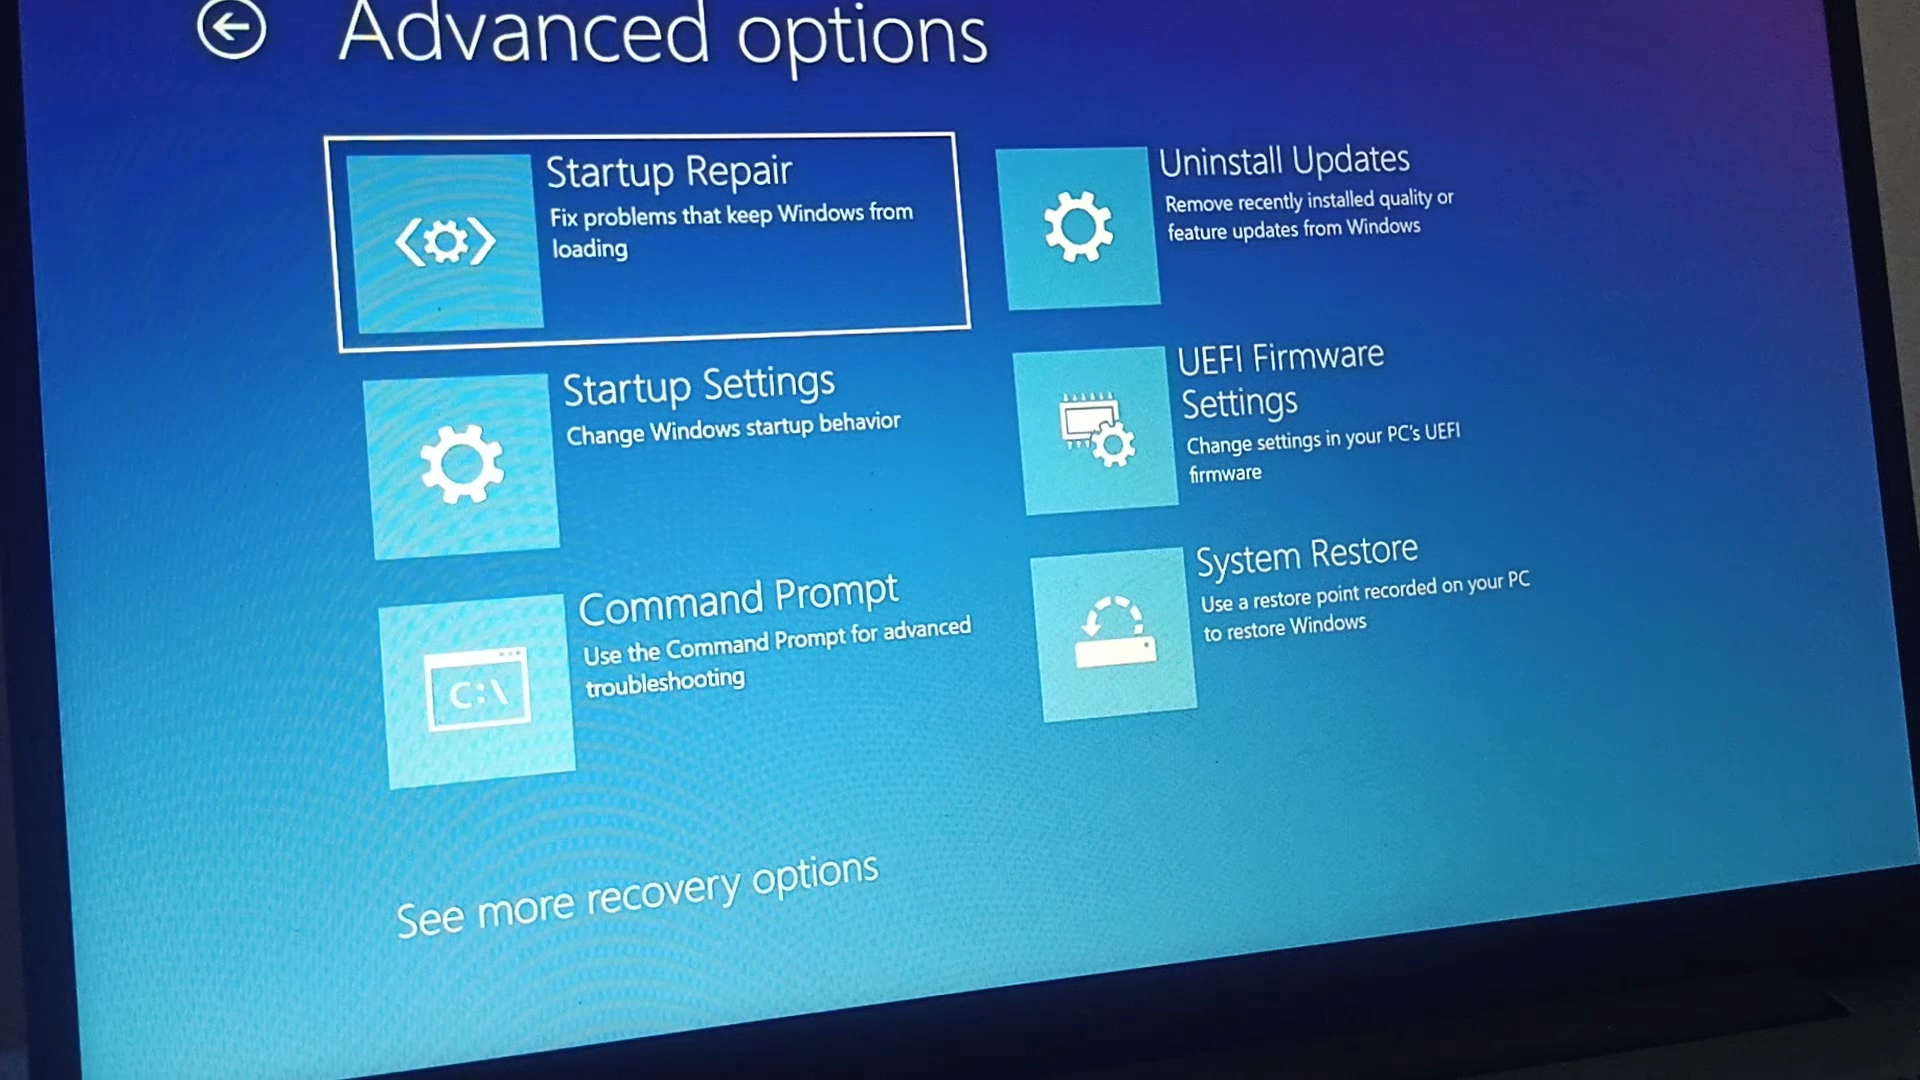 Advanced options
Startup Repair
Fix problems that keep Windows from
loading
Startup Settings
Change Windows startup behavior
C:\
Command Prompt
Use the Command Prompt for advanced
troubleshooting
Uninstall Updates
Remove recently installed quality or
feature updates from Windows
UEFI Firmware
Settings
Change settings in your PC's UEFI
firmware
System Restore
Use a restore point recorded on your PC
to restore Windows
See more recovery options